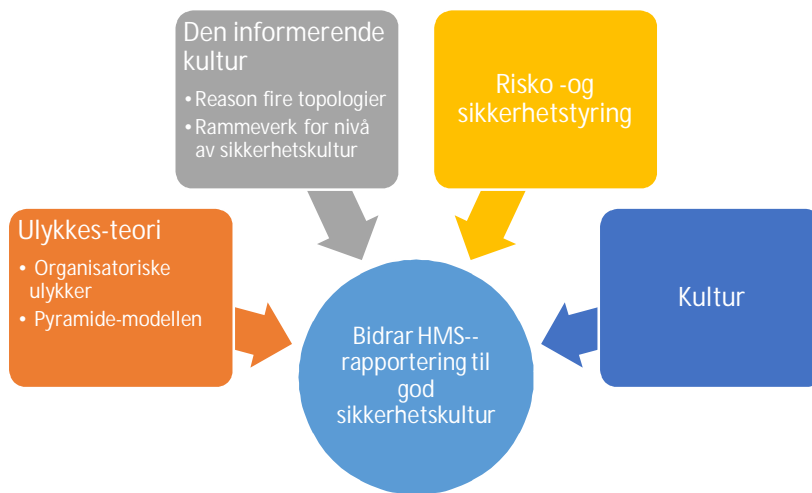 Den informerende
kultur
• Reason fire topologier
• Rammeverk for nivå
av sikkerhetskultur
Risko -og
sikkerhetstyring
Ulykkes-teori
• Organisatoriske
ulykker
• Pyramide-modellen
Kultur
Bidrar HMS--
rapportering til
god
sikkerhetskultur